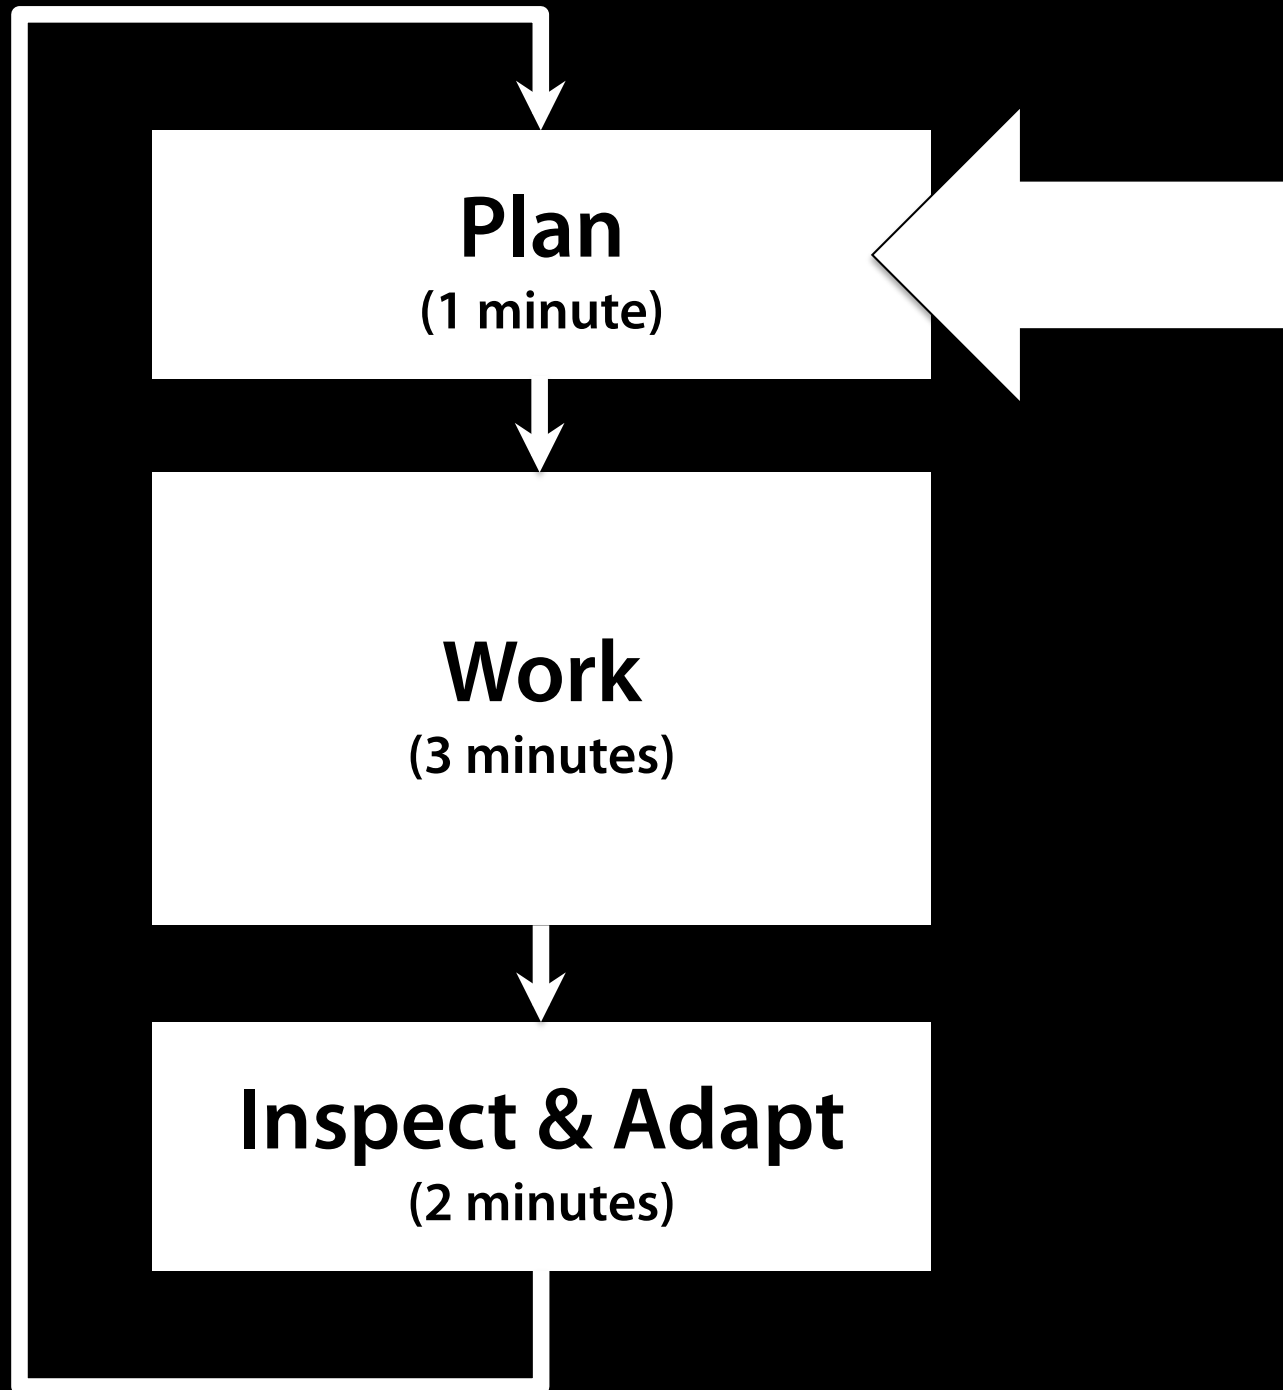 Plan
(1 minute)
Work
(3 minutes)
Inspect & Adapt
(2 minutes)